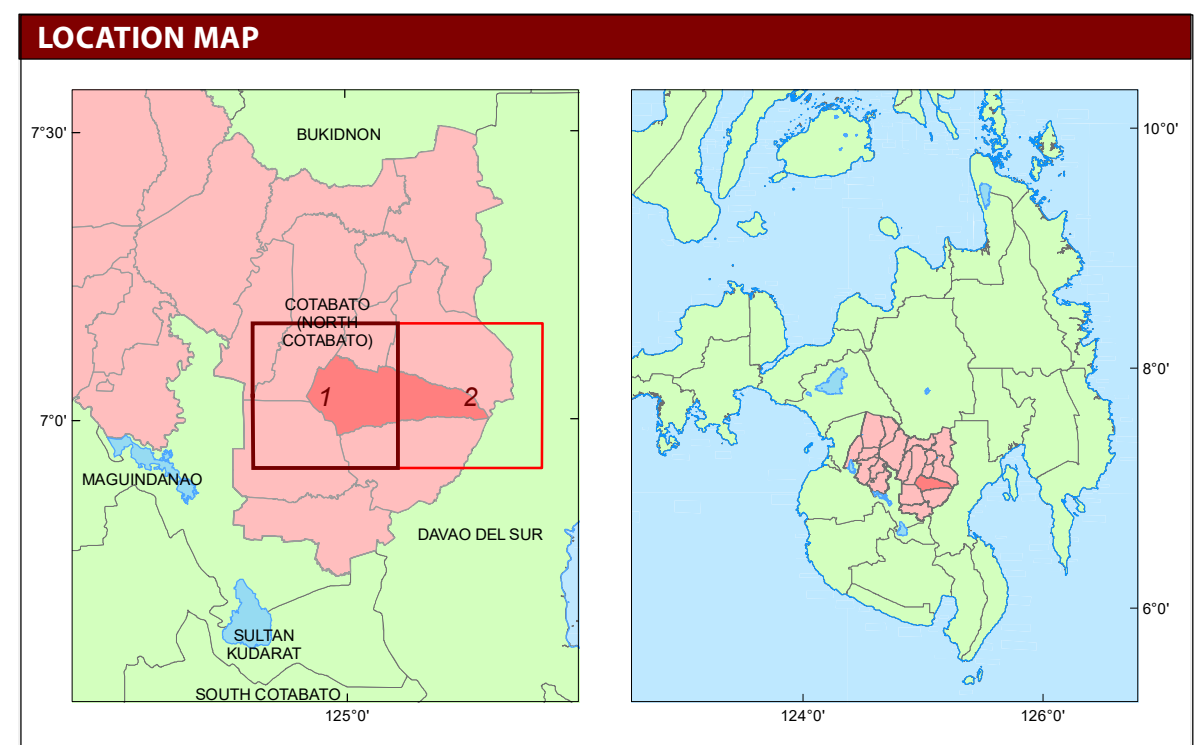 LOCATION MAP
BUKIDNON
7°30'
COTABATO
(NORTH
COTABATO)
1
2
7°0'
MAGUINDANAO
DAVAO DEL SUR
SULTAN
KUDARAT
SOUTH COTABATO
125°0'
10°0'
8°0'
6°0'
124°0'
126°0'